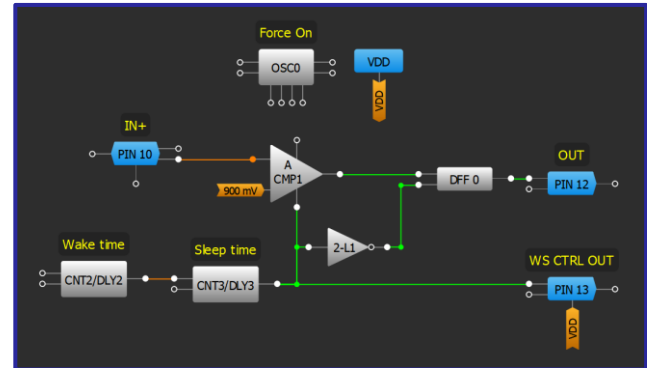 Force On
OSC0
VDD
VDD
IN+
PIN 10
A
CMP1
900 mV
DFF 0
OUT
PIN 12
Wake time
CNT2/DLY2
Sleep time
CNT3/DLY3
2-L1
WS CTRL OUT
PIN 13
VDD